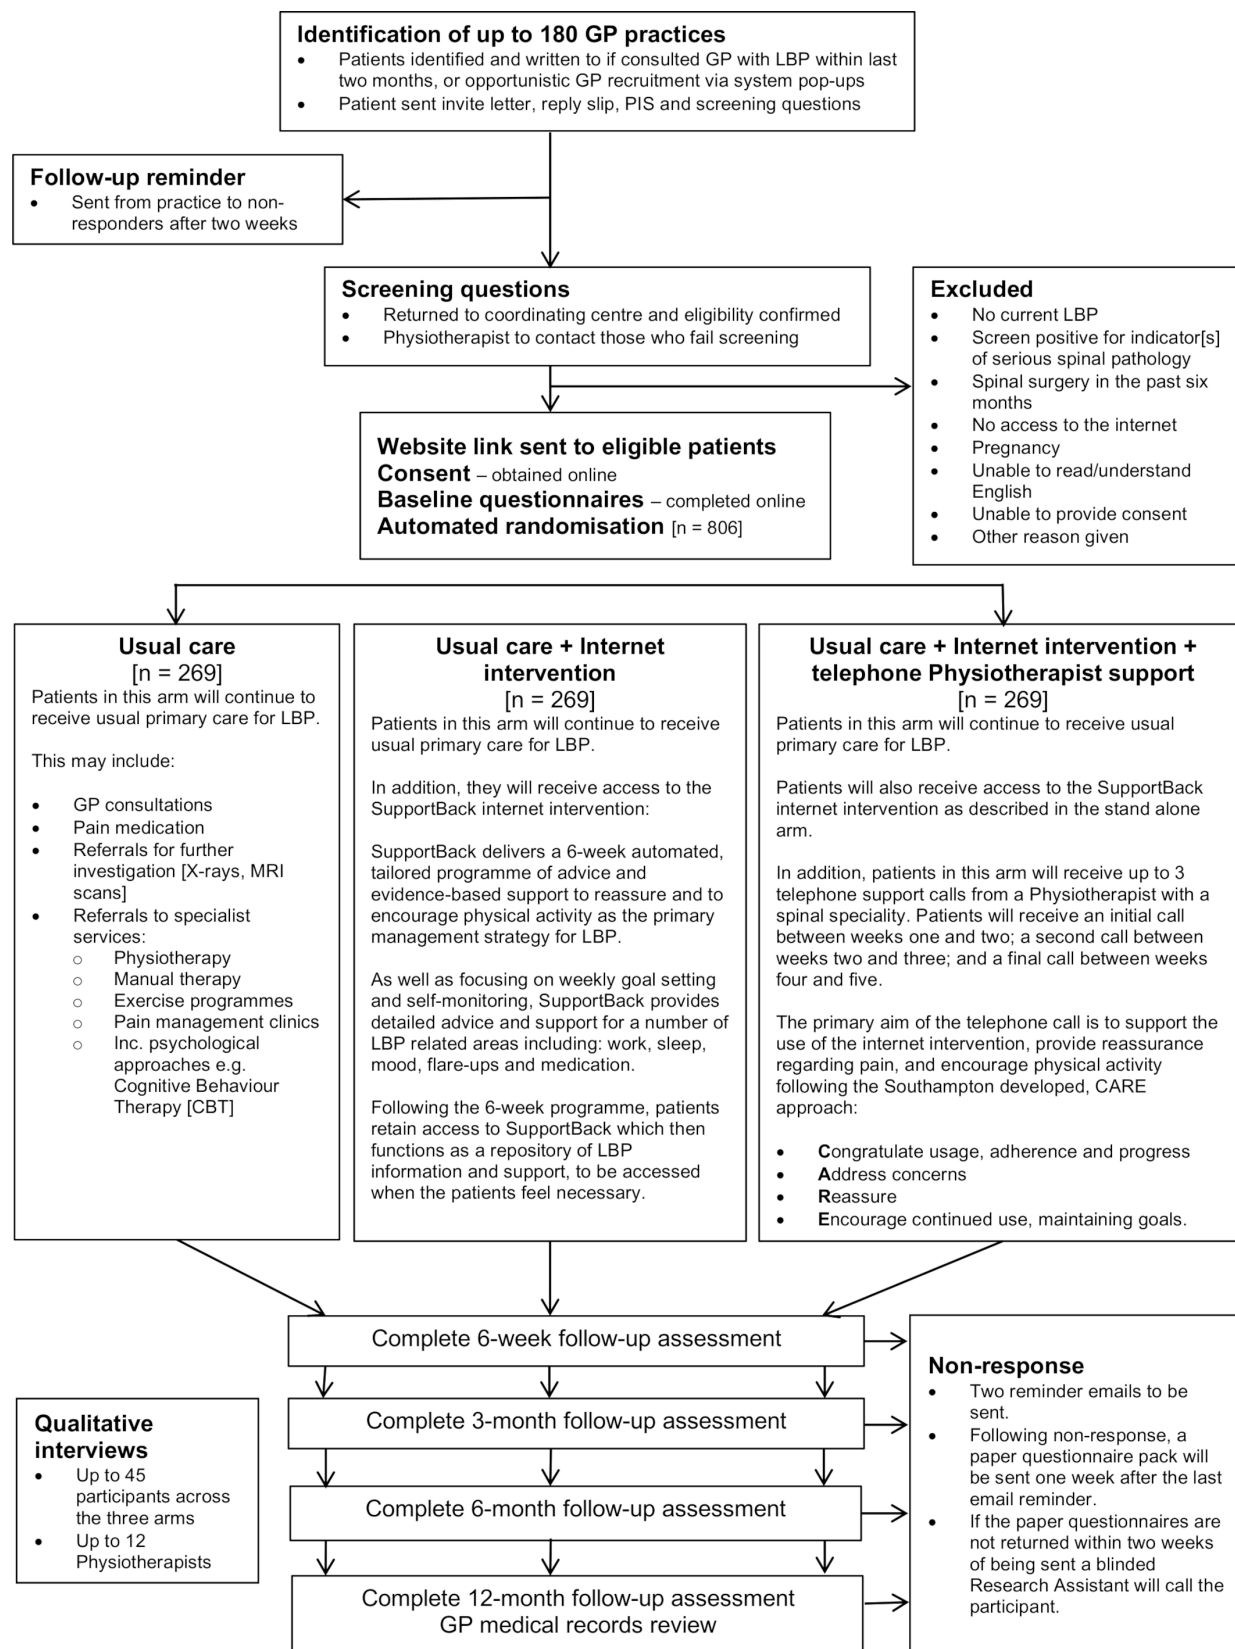 Identification of up to 180 GP practices
• Patients identified and written to if consulted GP with LBP within last
two months, or opportunistic GP recruitment via system pop-ups
• Patient sent invite letter, reply slip, PIS and screening questions
Follow-up reminder
• Sent from practice to non-
responders after two weeks
Screening questions
• Returned to coordinating centre and eligibility confirmed
• Physiotherapist to contact those who fail screening
Excluded
• No current LBP
• Screen positive for indicator[s]
of serious spinal pathology
• Spinal surgery in the past six
months
• No access to the internet
• Pregnancy
• Unable to read/understand
English
• Unable to provide consent
• Other reason given
Website link sent to eligible patients
Consent – obtained online
Baseline questionnaires – completed online
Automated randomisation [n = 806]
Usual care
[n = 269]
Patients in this arm will continue to
receive usual primary care for LBP.
This may include:
• GP consultations
• Pain medication
• Referrals for further
investigation [X-rays, MRI
scans]
• Referrals to specialist
services:
o Physiotherapy
o Manual therapy
o Exercise programmes
o Pain management clinics
o Inc. psychological
approaches e.g.
Cognitive Behaviour
Therapy [CBT]
Usual care + Internet
intervention
[n = 269]
Patients in this arm will continue to receive
usual primary care for LBP.
In addition, they will receive access to the
SupportBack internet intervention:
SupportBack delivers a 6-week automated,
tailored programme of advice and
evidence-based support to reassure and to
encourage physical activity as the primary
management strategy for LBP.
As well as focusing on weekly goal setting
and self-monitoring, SupportBack provides
detailed advice and support for a number of
LBP related areas including: work, sleep,
mood, flare-ups and medication.
Following the 6-week programme, patients
retain access to SupportBack which then
functions as a repository of LBP
information and support, to be accessed
when the patients feel necessary.
Usual care + Internet intervention +
telephone Physiotherapist support
[n = 269]
Patients in this arm will continue to receive usual
primary care for LBP.
Patients will also receive access to the SupportBack
internet intervention as described in the stand alone
arm.
In addition, patients in this arm will receive up to 3
telephone support calls from a Physiotherapist with a
spinal speciality. Patients will receive an initial call
between weeks one and two; a second call between
weeks two and three; and a final call between weeks
four and five.
The primary aim of the telephone call is to support the
use of the internet intervention, provide reassurance
regarding pain, and encourage physical activity
following the Southampton developed, CARE
approach:
• Congratulate usage, adherence and progress
• Address concerns
• Reassure
• Encourage continued use, maintaining goals.
Complete 6-week follow-up assessment
Complete 3-month follow-up assessment
Complete 6-month follow-up assessment
Complete 12-month follow-up assessment
GP medical records review
Qualitative
interviews
• Up to 45
participants across
the three arms
• Up to 12
Physiotherapists
Non-response
• Two reminder emails to be
sent.
• Following non-response, a
paper questionnaire pack will
be sent one week after the last
email reminder.
• If the paper questionnaires are
not returned within two weeks
of being sent a blinded
Research Assistant will call the
participant.